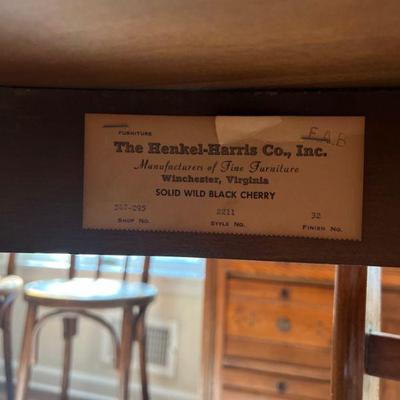 FURNITURE
E.A.B
The Henkel-Harris Co., Inc.
Manufacturers of Fine Furniture
Winchester, Virginia
SOLID WILD BLACK CHERRY
2211 32
SHOP NO. STYLE NO. FINISH NO.